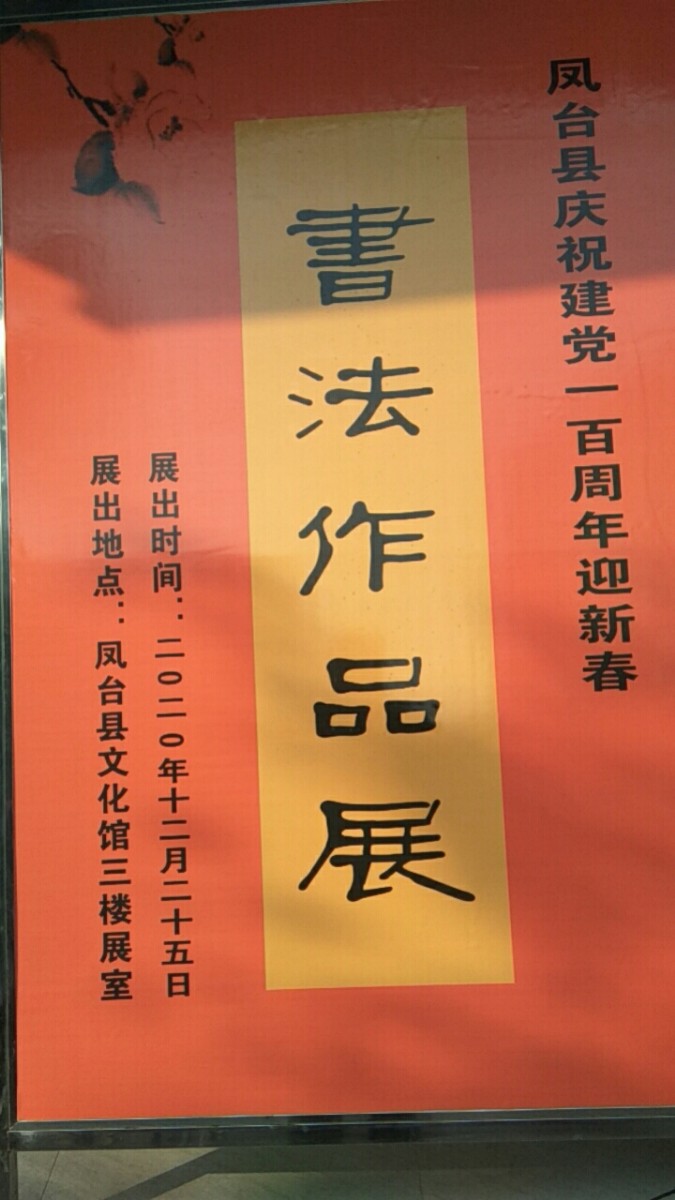 凤台县庆祝建党一百周年迎新春
書法作品展
展出时间：二0二0年十二月二十五日
展出地点：凤台县文化馆三楼展室